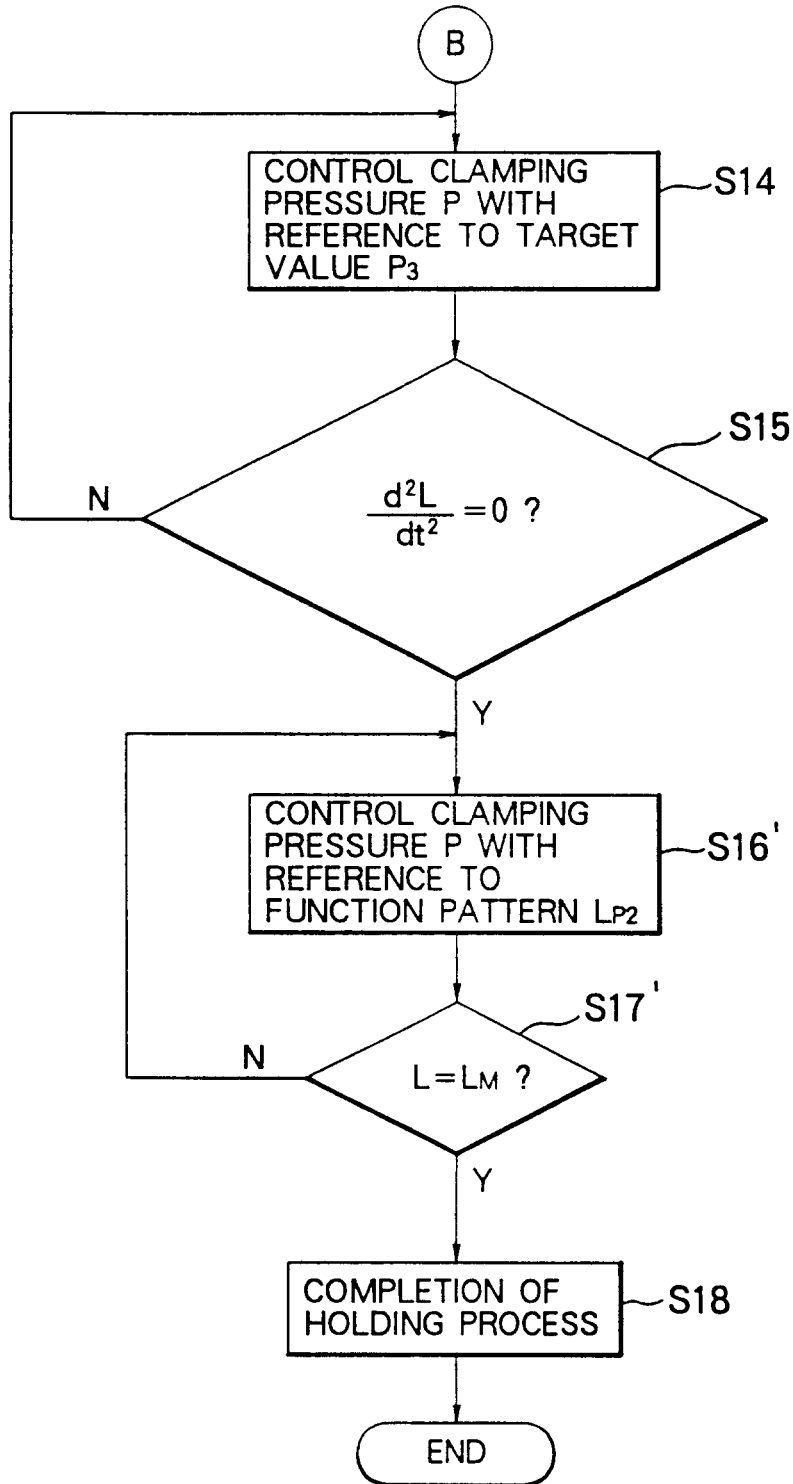 B
CONTROL CLAMPING
PRESSURE P WITH
REFERENCE TO TARGET
VALUE P3
S14
S15
N
d²L
dt²
=0 ?
Y
CONTROL CLAMPING
PRESSURE P WITH
REFERENCE TO
FUNCTION PATTERN LP2
S16'
S17'
N
L=LM ?
Y
COMPLETION OF
HOLDING PROCESS
S18
END